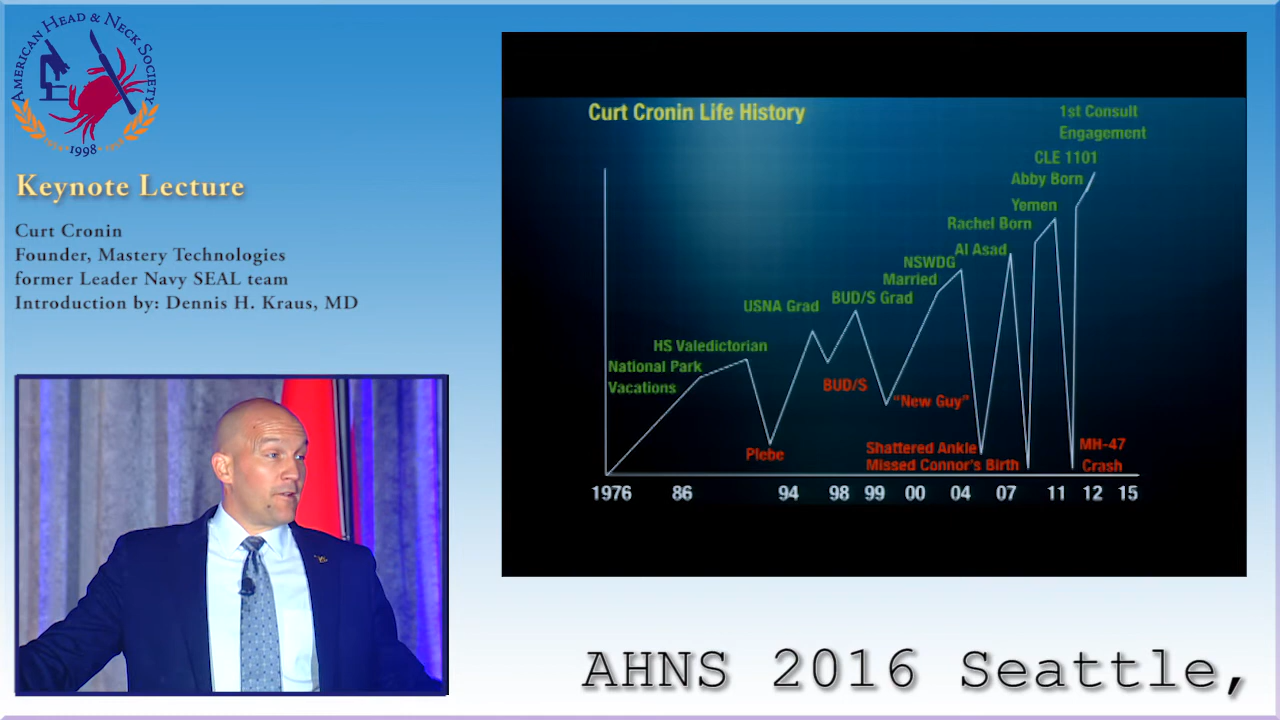 AMERICAN HEAD & NECK SOCIETY
1998
Keynote Lecture
Curt Cronin
Founder, Mastery Technologies
former Leader Navy SEAL team
Introduction by: Dennis H. Kraus, MD
Curt Cronin Life History
1st Consult
Engagement
CLE 1101
Abby Born
Yemen
Rachel Born
Al Asad
NSWDG
Married
BUD/S Grad
USNA Grad
HS Valedictorian
National Park
Vacations
BUD/S
"New Guy"
Plebe
Shattered Ankle
Missed Connor's Birth
MH-47
Crash
1976 86 94 98 99 00 04 07 11 12 15
AHNS 2016 Seattle,